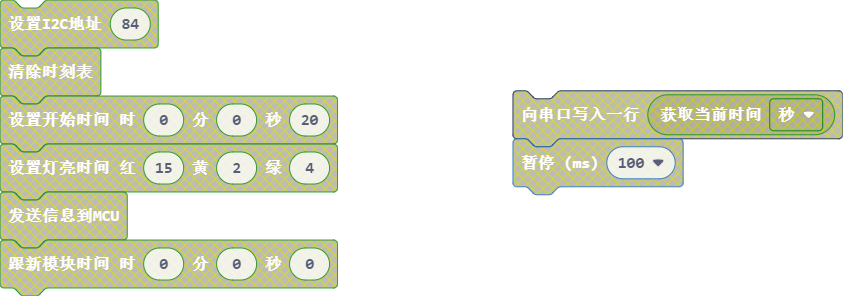 设置I2C地址 84
清除时刻表
设置开始时间 时 0 分 0 秒 20
设置灯亮时间 红 15 黄 2 绿 4
发送信息到MCU
跟新模块时间 时 0 分 0 秒 0
向串口写入一行 获取当前时间 秒
暂停 (ms) 100